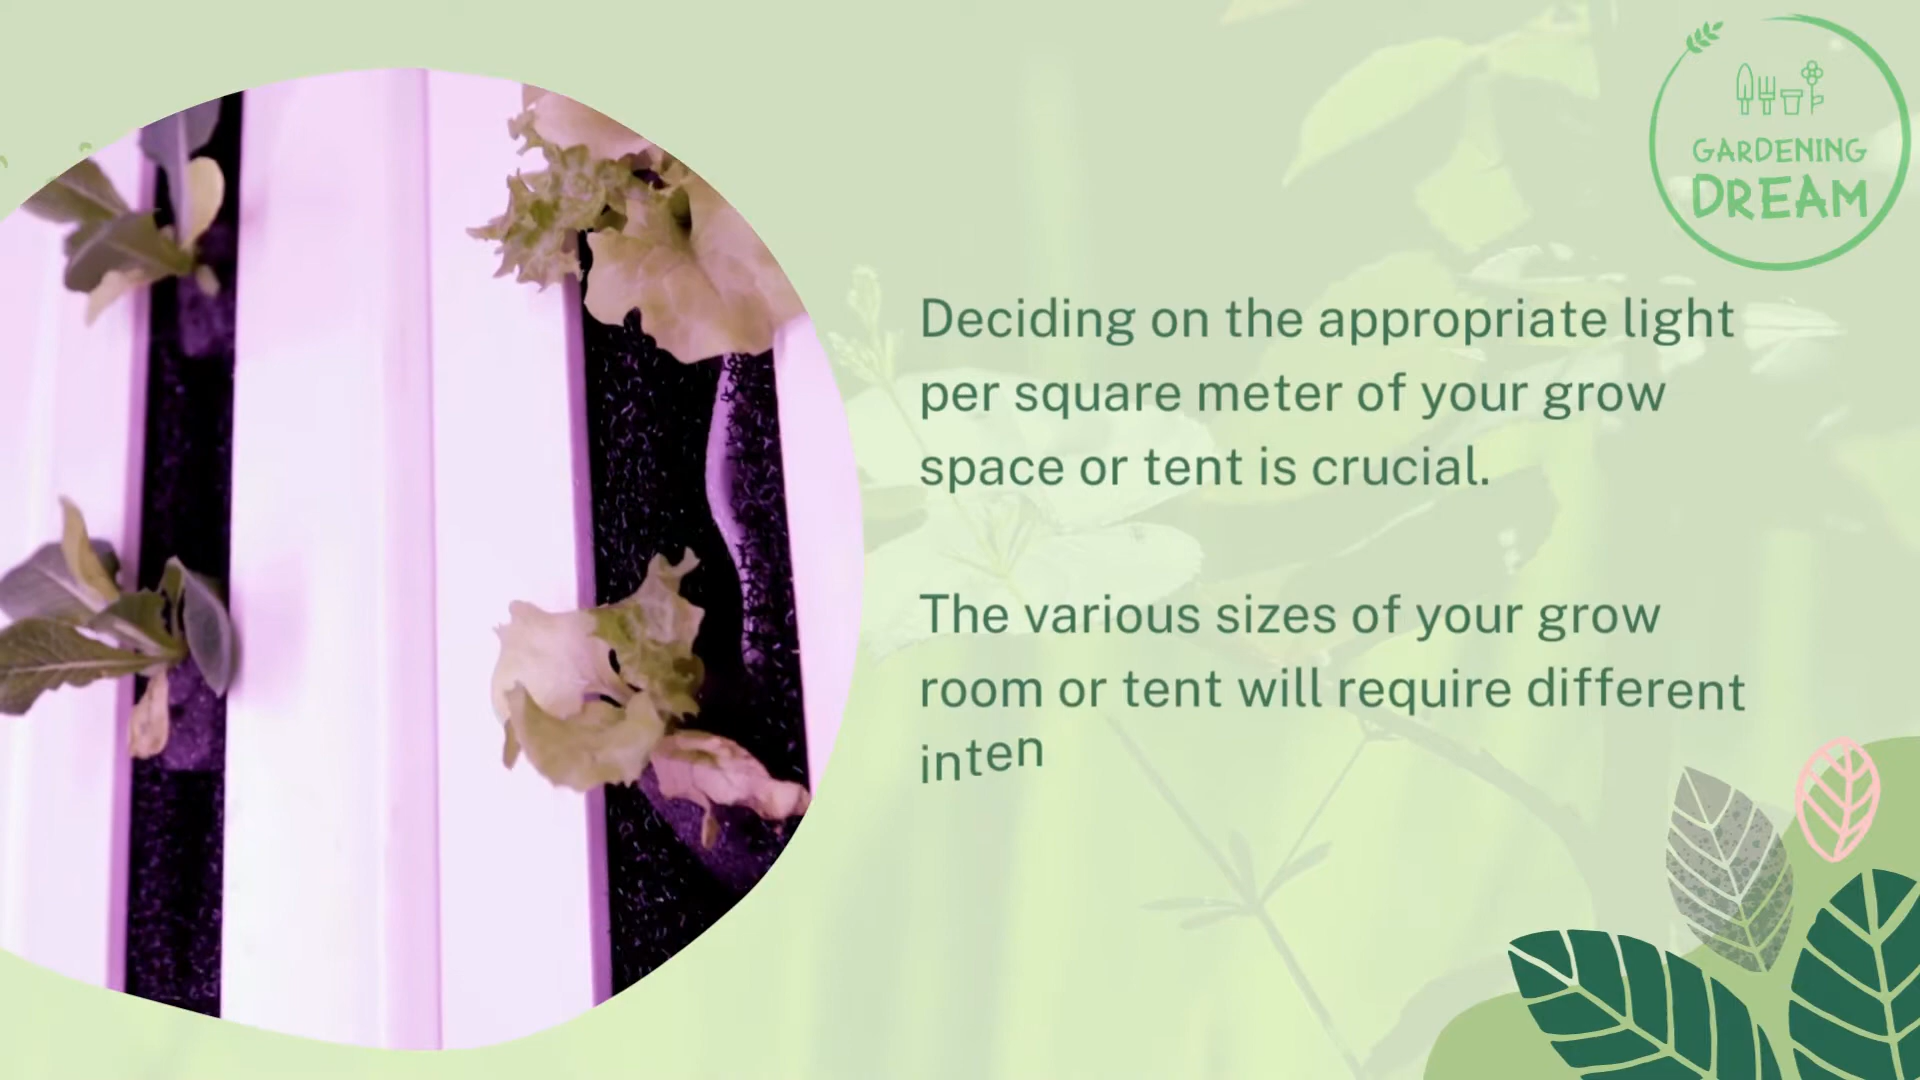 GARDENING
DREAM
Deciding on the appropriate light
per square meter of your grow
space or tent is crucial.
The various sizes of your grow
room or tent will require different
inten